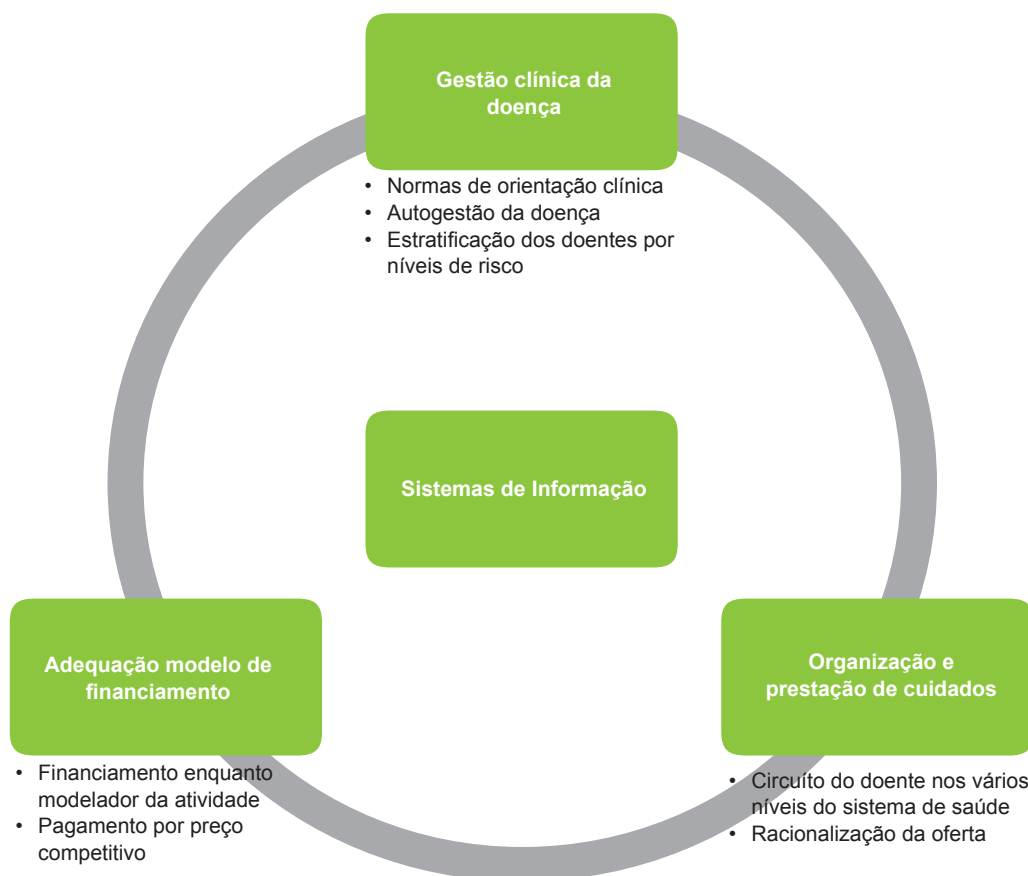 Gestão clínica da
doença
• Normas de orientação clínica
• Autogestão da doença
• Estratificação dos doentes por
níveis de risco
Sistemas de Informação
Adequação modelo de
financiamento
• Financiamento enquanto
modelador da atividade
• Pagamento por preço
competitivo
Organização e
prestação de cuidados
• Circuíto do doente nos vários
níveis do sistema de saúde
• Racionalização da oferta